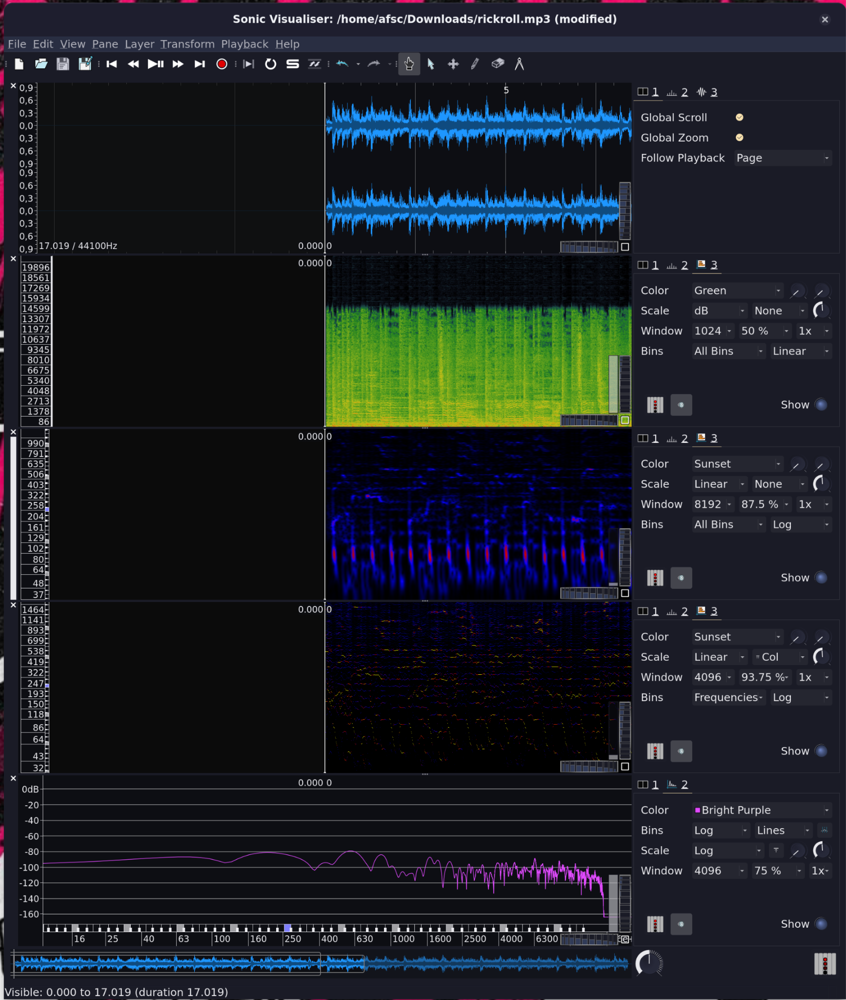 Sonic Visualiser: /home/afsc/Downloads/rickroll.mp3 (modified)
File Edit View Pane Layer Transform Playback Help
0,9
0,6
0,3
0,0
0,3
0,6
0,9
0,9
0,6
0,3
0,0
0,3
0,6
0,9
5
17.019 / 44100Hz
0.000 0
1 2 3
Global Scroll
Global Zoom
Follow Playback Page
19896
18561
17269
15934
14599
13307
11972
10637
9345
8010
6675
5340
4048
2713
1378
86
0.000 0
1 2 3
Color Green
Scale dB None
Window 1024 50 % 1x
Bins All Bins Linear
Show
990
791
635
506
403
322
258
204
161
129
102
80
64
48
37
0.000 0
1 2 3
Color Sunset
Scale Linear None
Window 8192 87.5 % 1x
Bins All Bins Log
Show
1464
1141
893
699
538
419
322
247
193
150
118
86
64
43
32
0.000 0
1 2 3
Color Sunset
Scale Linear Col
Window 4096 93.75 % 1x
Bins Frequencies Log
Show
0.000 0
0dB
-20
-40
-60
-80
-100
-120
-140
-160
16 25 40 63 100 160 250 400 630 1000 1600 2500 4000 6300
1 2
Color Bright Purple
Bins Log Lines
Scale Log
Window 4096 75 % 1x
Show
Visible: 0.000 to 17.019 (duration 17.019)